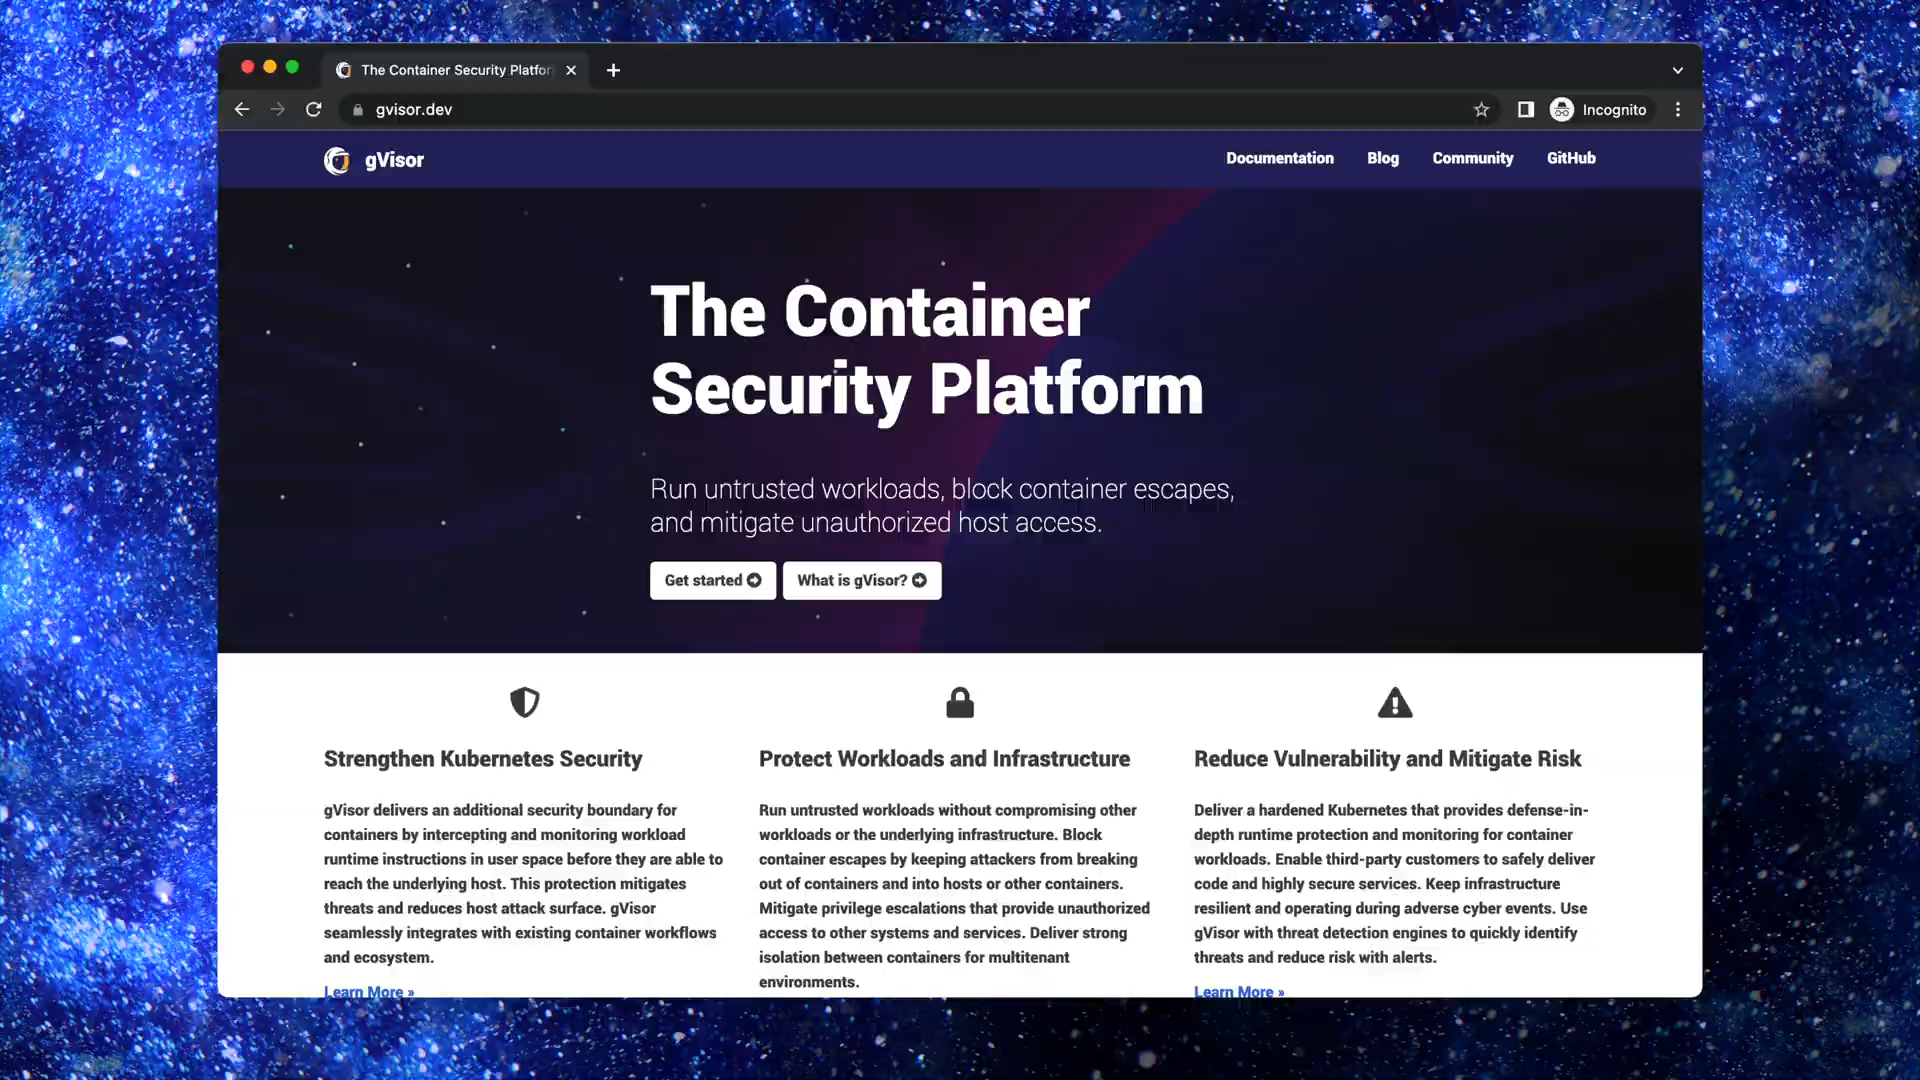 The Container Security Platfor
gvisor.dev
Incognito
gVisor
Documentation
Blog
Community
GitHub
The Container
Security Platform
Run untrusted workloads, block container escapes,
and mitigate unauthorized host access.
Get started
What is gVisor?
Strengthen Kubernetes Security
gVisor delivers an additional security boundary for
containers by intercepting and monitoring workload
runtime instructions in user space before they are able to
reach the underlying host. This protection mitigates
threats and reduces host attack surface. gVisor
seamlessly integrates with existing container workflows
and ecosystem.
Learn More »
Protect Workloads and Infrastructure
Run untrusted workloads without compromising other
workloads or the underlying infrastructure. Block
container escapes by keeping attackers from breaking
out of containers and into hosts or other containers.
Mitigate privilege escalations that provide unauthorized
access to other systems and services. Deliver strong
isolation between containers for multitenant
environments.
Reduce Vulnerability and Mitigate Risk
Deliver a hardened Kubernetes that provides defense-in-
depth runtime protection and monitoring for container
workloads. Enable third-party customers to safely deliver
code and highly secure services. Keep infrastructure
resilient and operating during adverse cyber events. Use
gVisor with threat detection engines to quickly identify
threats and reduce risk with alerts.
Learn More »